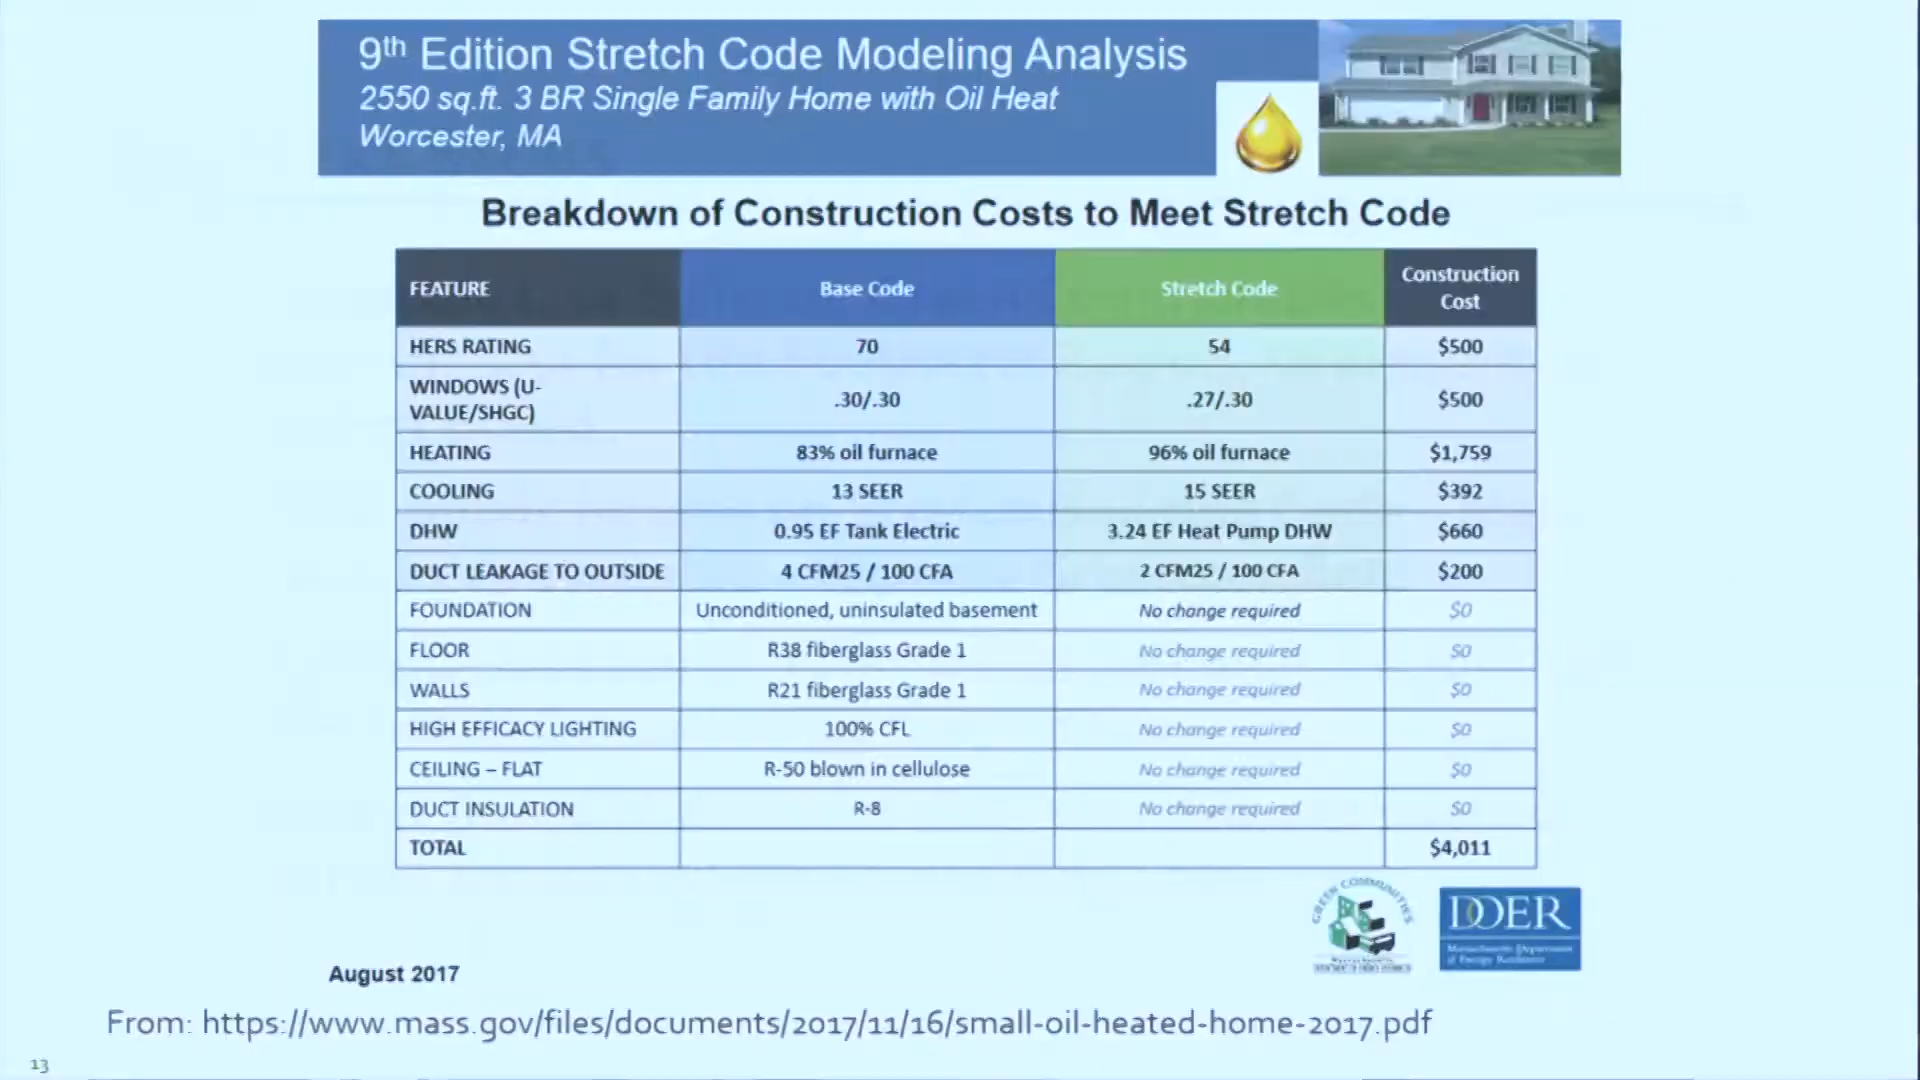 9th Edition Stretch Code Modeling Analysis
2550 sq.ft. 3 BR Single Family Home with Oil Heat
Worcester, MA
Breakdown of Construction Costs to Meet Stretch Code
FEATURE Base Code Stretch Code Construction Cost
HERS RATING 70 54 $500
WINDOWS (U-VALUE/SHGC) .30/.30 .27/.30 $500
HEATING 83% oil furnace 96% oil furnace $1,759
COOLING 13 SEER 15 SEER $392
DHW 0.95 EF Tank Electric 3.24 EF Heat Pump DHW $660
DUCT LEAKAGE TO OUTSIDE 4 CFM25 / 100 CFA 2 CFM25 / 100 CFA $200
FOUNDATION Unconditioned, uninsulated basement No change required $0
FLOOR R38 fiberglass Grade 1 No change required $0
WALLS R21 fiberglass Grade 1 No change required $0
HIGH EFFICACY LIGHTING 100% CFL No change required $0
CEILING – FLAT R-50 blown in cellulose No change required $0
DUCT INSULATION R-8 No change required $0
TOTAL $4,011
GREEN COMMUNITIES
DOER
Massachusetts Department
of Energy Resources
August 2017
From: https://www.mass.gov/files/documents/2017/11/16/small-oil-heated-home-2017.pdf
13